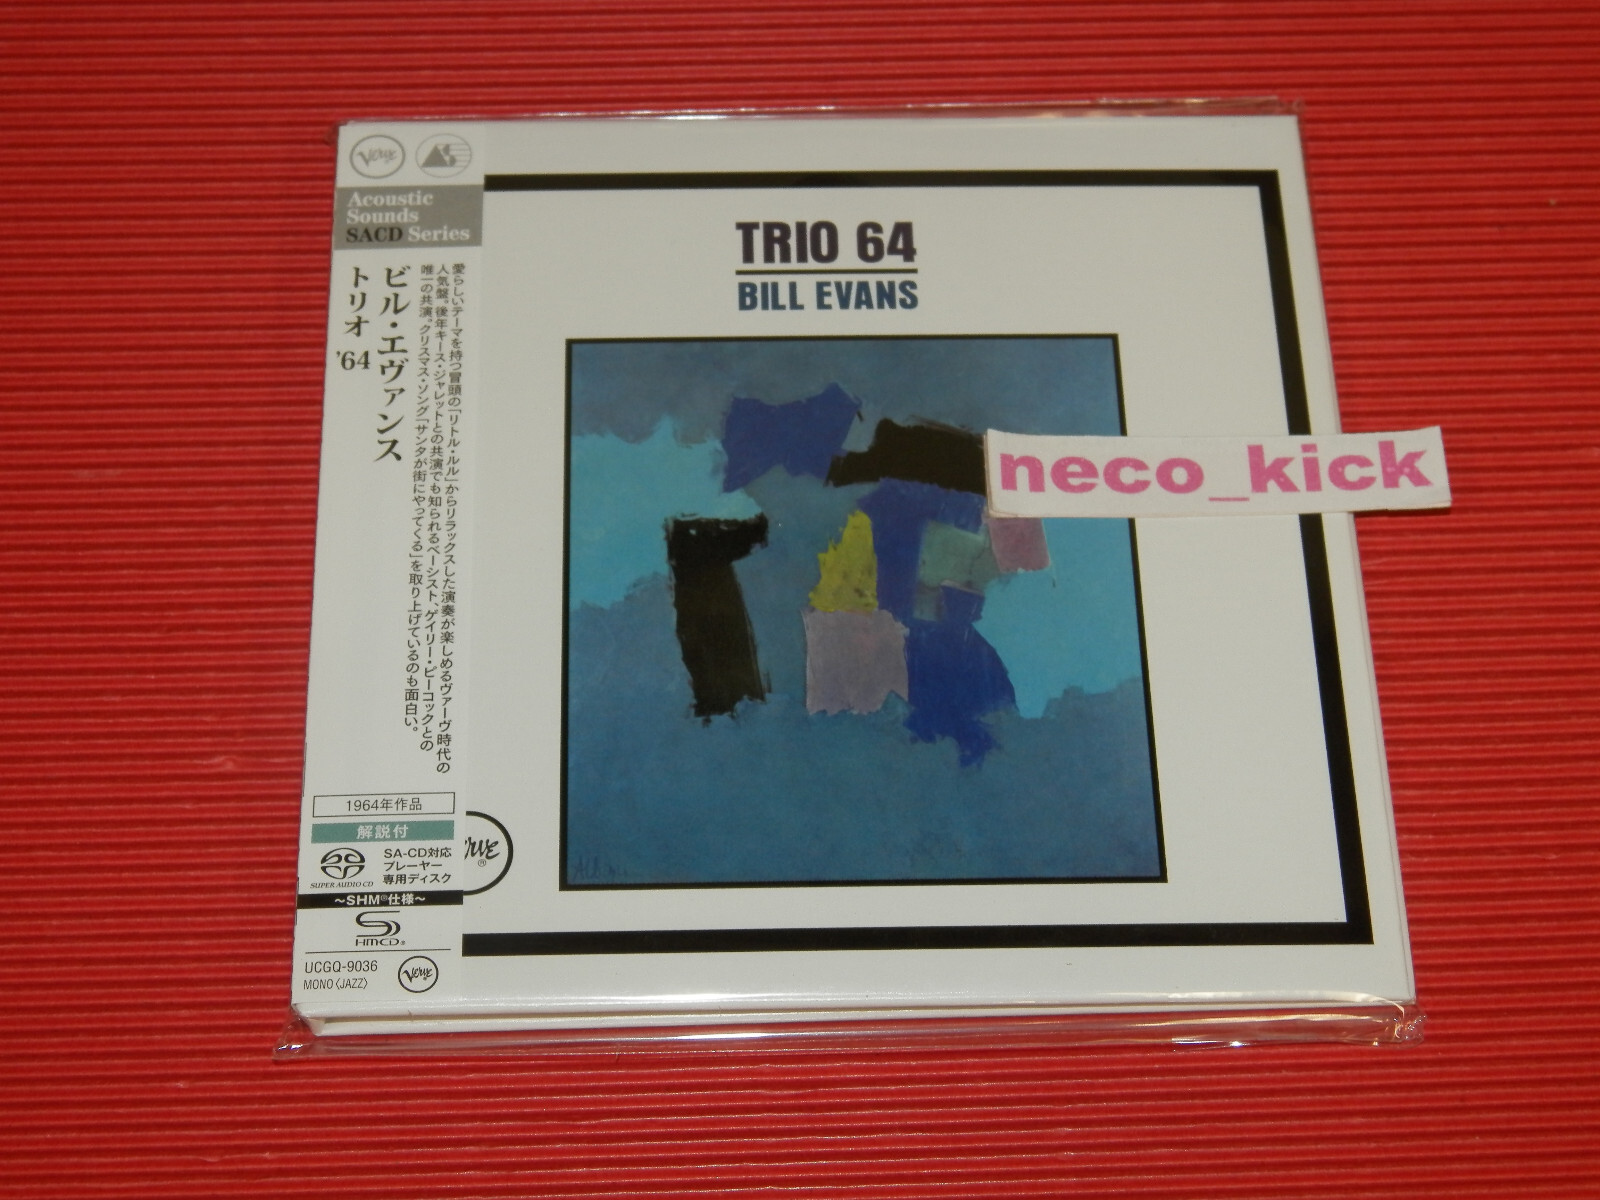 Verve
Acoustic
Sounds
SACD Series
ビル・エヴァンス
トリオ '64
愛らしいテーマを持つ冒頭の「リトル・ルル」からリラックスした演奏が楽しめるヴァーヴ時代の
人気盤。後年キース・ジャレットとの共演でも知られるベーシスト、ゲイリー・ピーコックとの
唯一の共演。クリスマス・ソング「サンタが街にやってくる」を取り上げているのも面白い。
1964年作品
解説付
SUPER AUDIO CD
SA-CD対応
プレーヤー
専用ディスク
～SHM®仕様～
HMCD®
UCGQ-9036
MONO〈JAZZ〉
Verve
TRIO 64
BILL EVANS
neco_kick